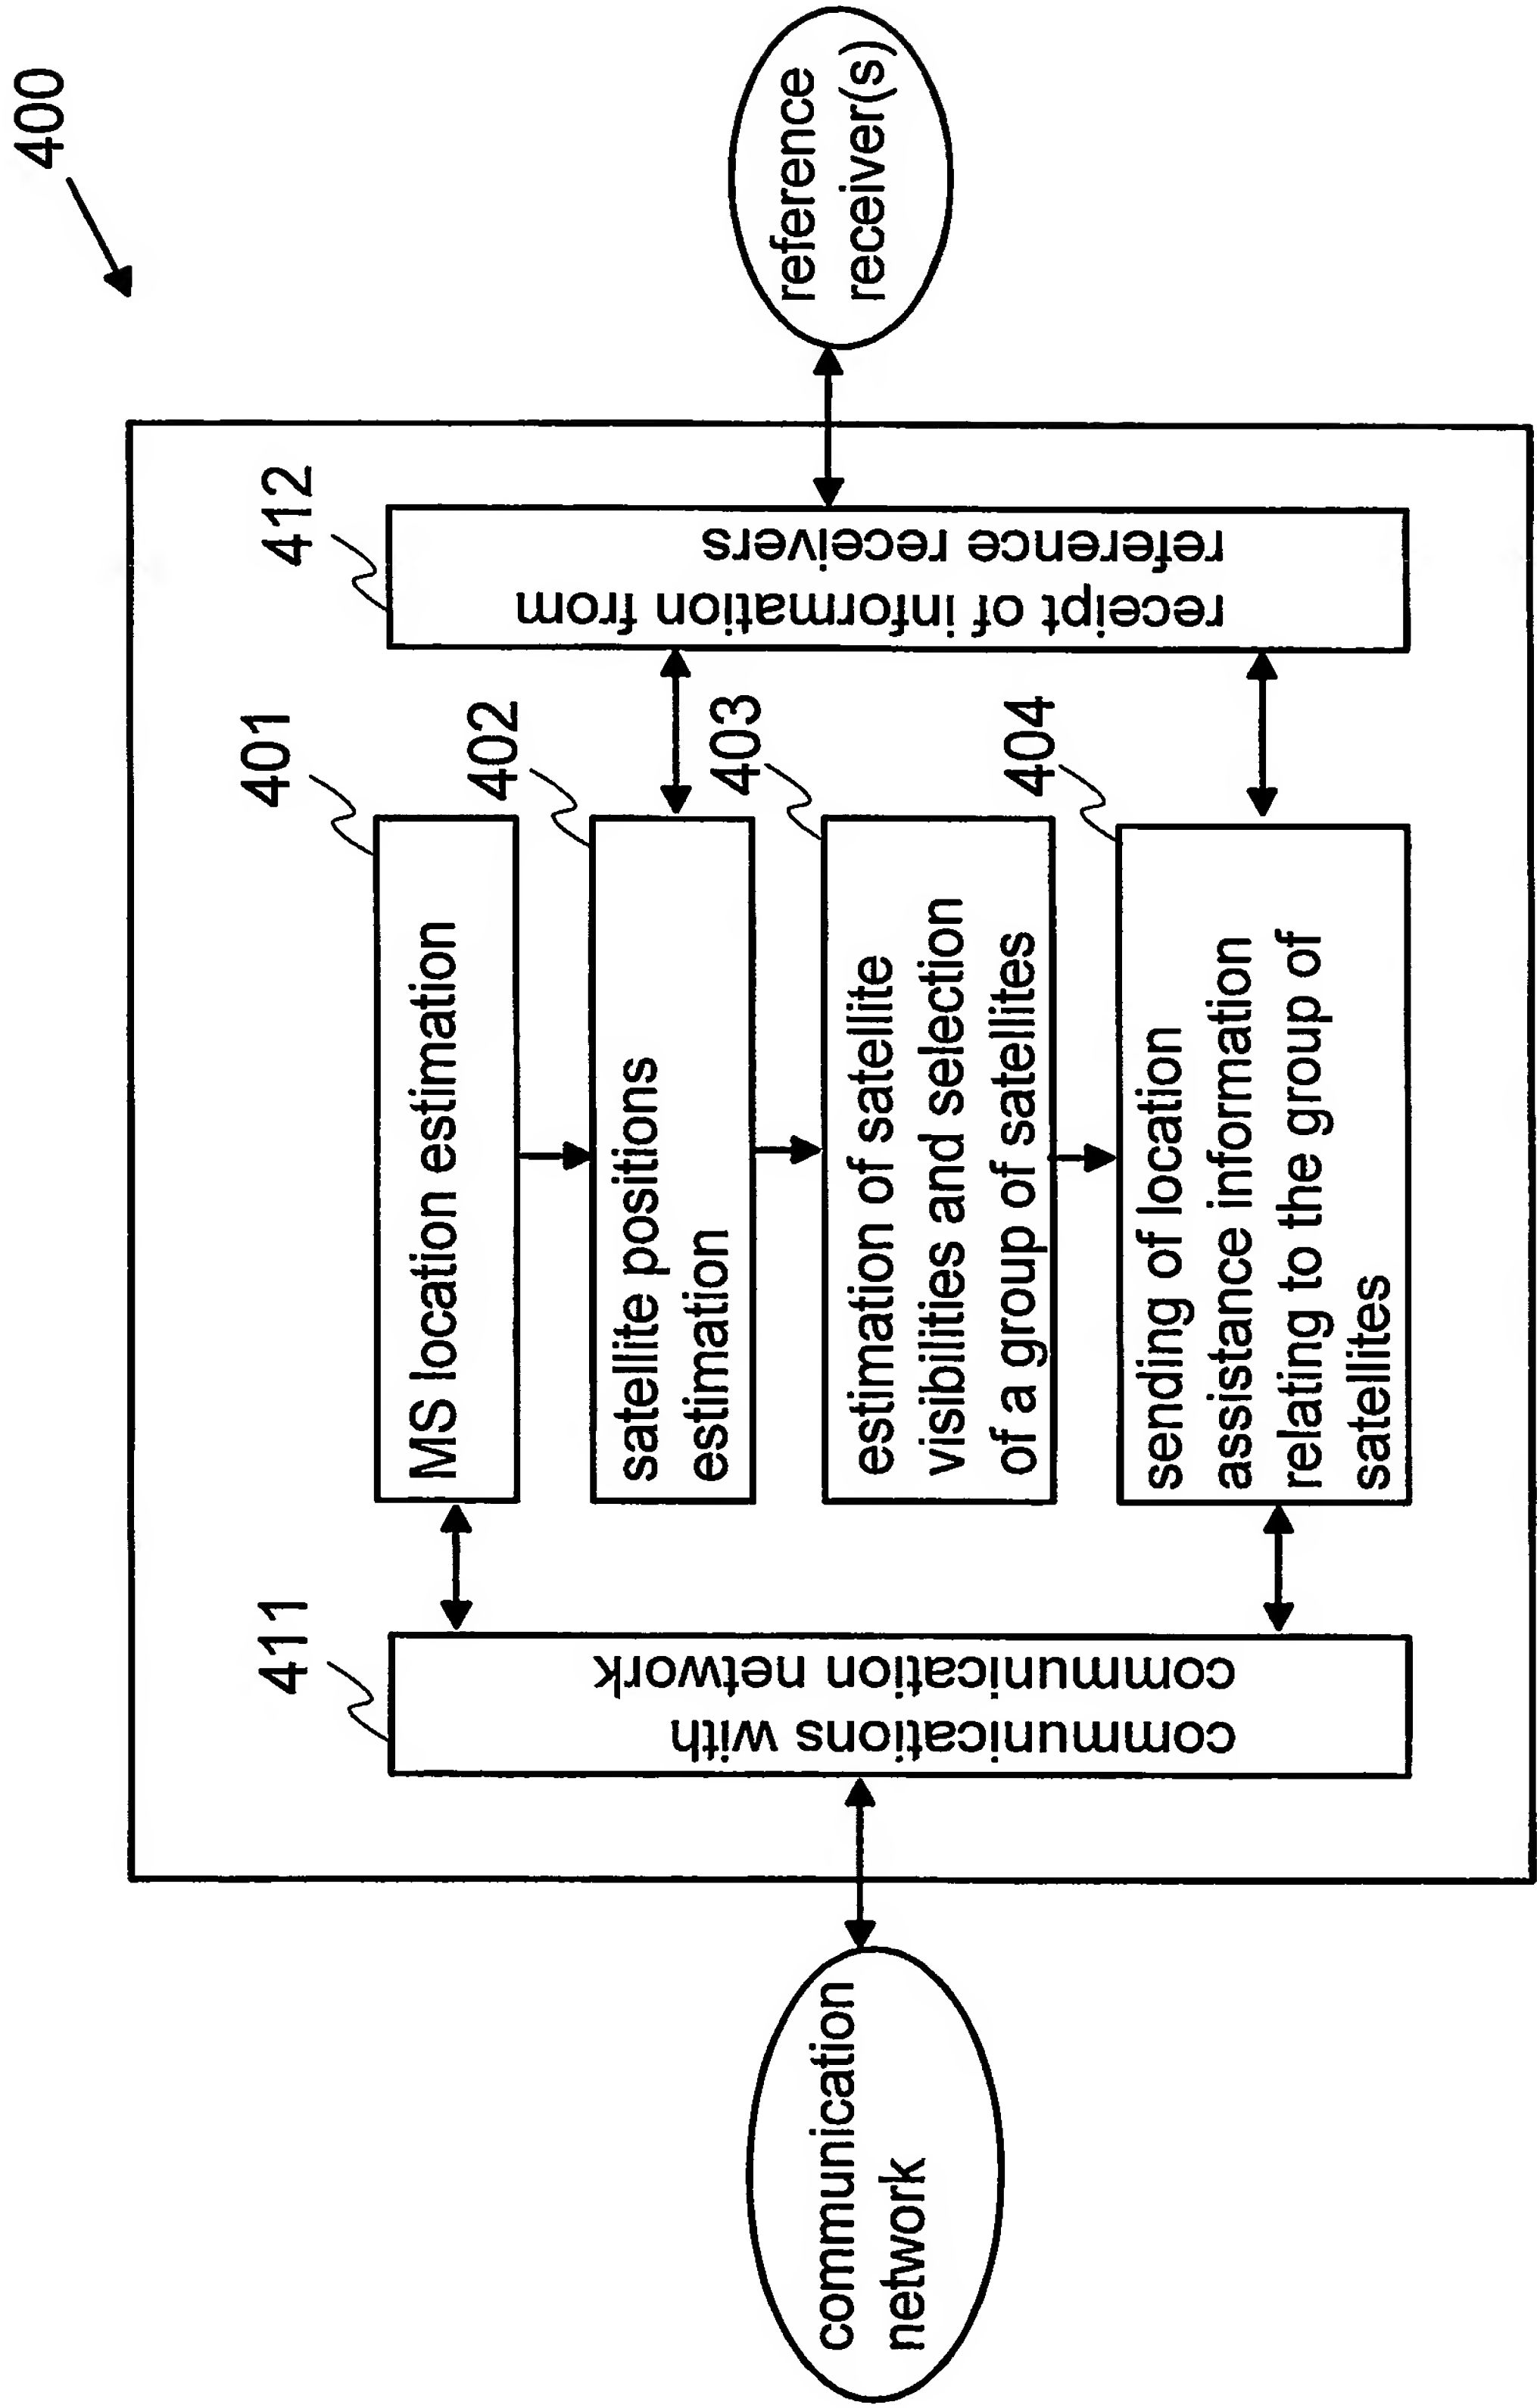 400
412
401
402
403
404
411
reference
receiver(s)
receipt of information from
reference receivers
MS location estimation
satellite positions
estimation
estimation of satellite
visibilities and selection
of a group of satellites
sending of location
assistance information
relating to the group of
satellites
communications with
communication network
communication
network